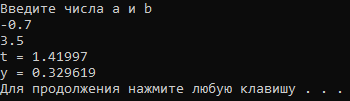 Введите числа a и b
-0.7
3.5
t = 1.41997
y = 0.329619
Для продолжения нажмите любую клавишу . . .